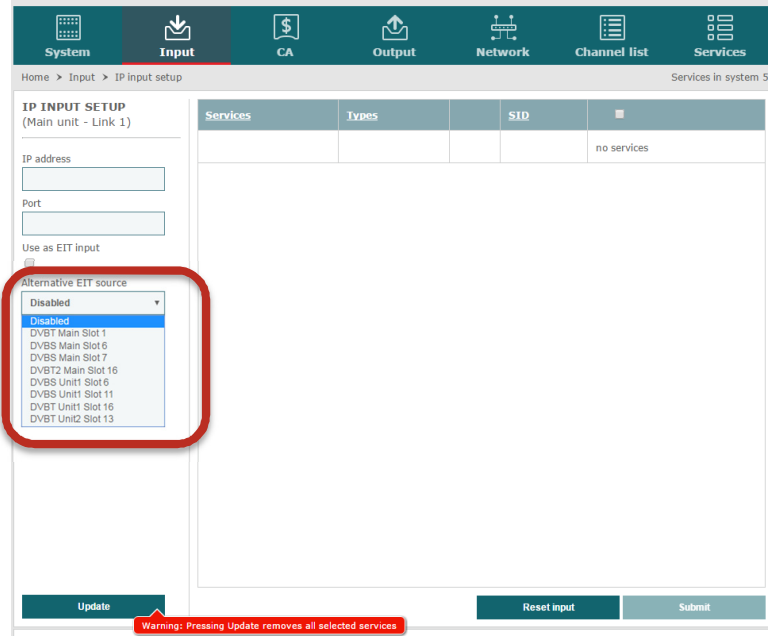 System Input CA Output Network Channel list Services
Home > Input > IP input setup Services in system 5
IP INPUT SETUP
(Main unit - Link 1)
Services Types SID
no services
IP address
Port
Use as EIT input
Alternative EIT source
Disabled
Disabled
DVBT Main Slot 1
DVBS Main Slot 6
DVBS Main Slot 7
DVBT2 Main Slot 16
DVBS Unit1 Slot 6
DVBS Unit1 Slot 11
DVBT Unit1 Slot 16
DVBT Unit2 Slot 13
Update Reset input Submit
Warning: Pressing Update removes all selected services